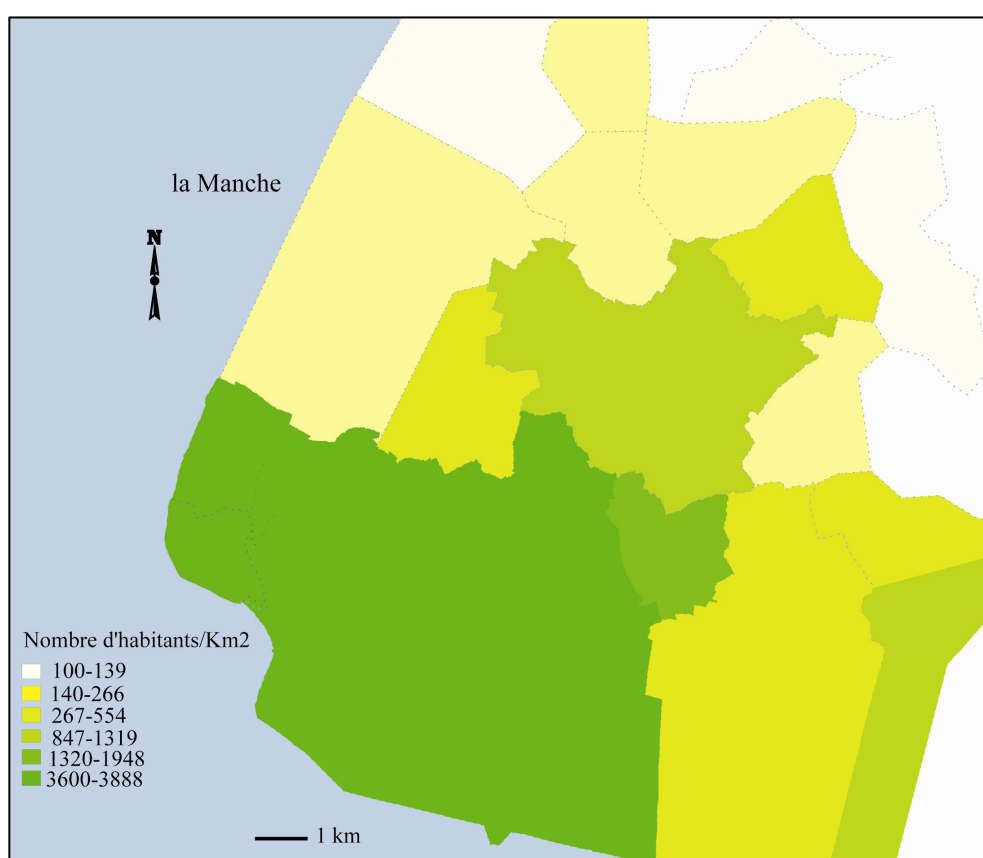 la Manche
N
Nombre d'habitants/Km2
100-139
140-266
267-554
847-1319
1320-1948
3600-3888
1 km